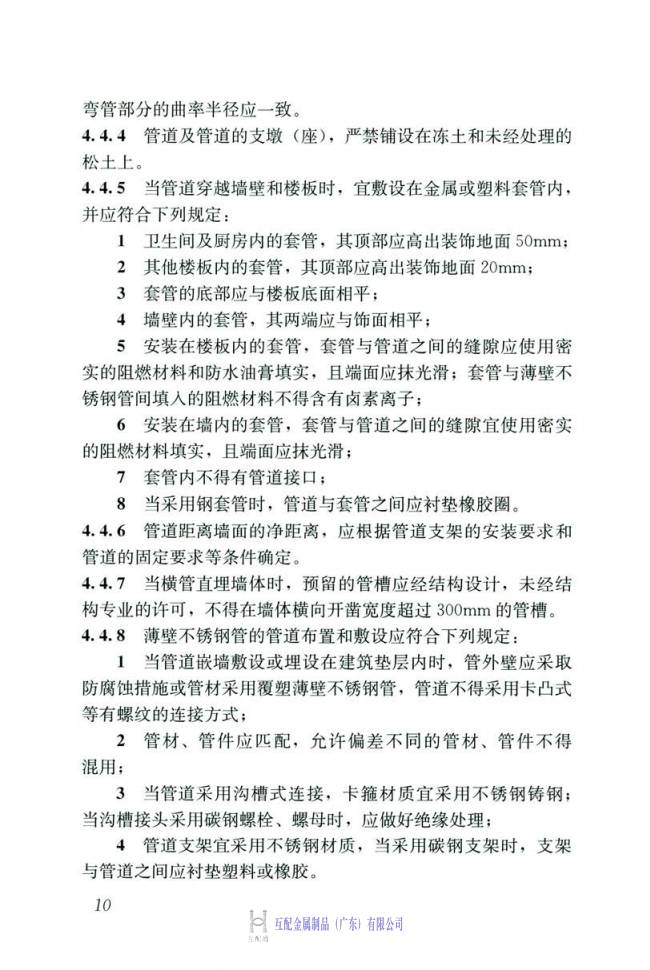 弯管部分的曲率半径应一致。
4.4.4 管道及管道的支墩（座），严禁铺设在冻土和未经处理的
松土上。
4.4.5 当管道穿越墙壁和楼板时，宜敷设在金属或塑料套管内，
并应符合下列规定：
1 卫生间及厨房内的套管，其顶部应高出装饰地面 50mm；
2 其他楼板内的套管，其顶部应高出装饰地面 20mm；
3 套管的底部应与楼板底面相平；
4 墙壁内的套管，其两端应与饰面相平；
5 安装在楼板内的套管，套管与管道之间的缝隙应使用密
实的阻燃材料和防水油膏填实，且端面应抹光滑；套管与薄壁不
锈钢管间填入的阻燃材料不得含有卤素离子；
6 安装在墙内的套管，套管与管道之间的缝隙宜使用密实
的阻燃材料填实，且端面应抹光滑；
7 套管内不得有管道接口；
8 当采用钢套管时，管道与套管之间应衬垫橡胶圈。
4.4.6 管道距离墙面的净距离，应根据管道支架的安装要求和
管道的固定要求等条件确定。
4.4.7 当横管直埋墙体时，预留的管槽应经结构设计，未经结
构专业的许可，不得在墙体横向开凿宽度超过 300mm 的管槽。
4.4.8 薄壁不锈钢管的管道布置和敷设应符合下列规定：
1 当管道嵌墙敷设或埋设在建筑垫层内时，管外壁应采取
防腐蚀措施或管材采用覆塑薄壁不锈钢管，管道不得采用卡凸式
等有螺纹的连接方式；
2 管材、管件应匹配，允许偏差不同的管材、管件不得
混用；
3 当管道采用沟槽式连接，卡箍材质宜采用不锈钢铸钢；
当沟槽接头采用碳钢螺栓、螺母时，应做好绝缘处理；
4 管道支架宜采用不锈钢材质，当采用碳钢支架时，支架
与管道之间应衬垫塑料或橡胶。
10
互配金属制品（广东）有限公司